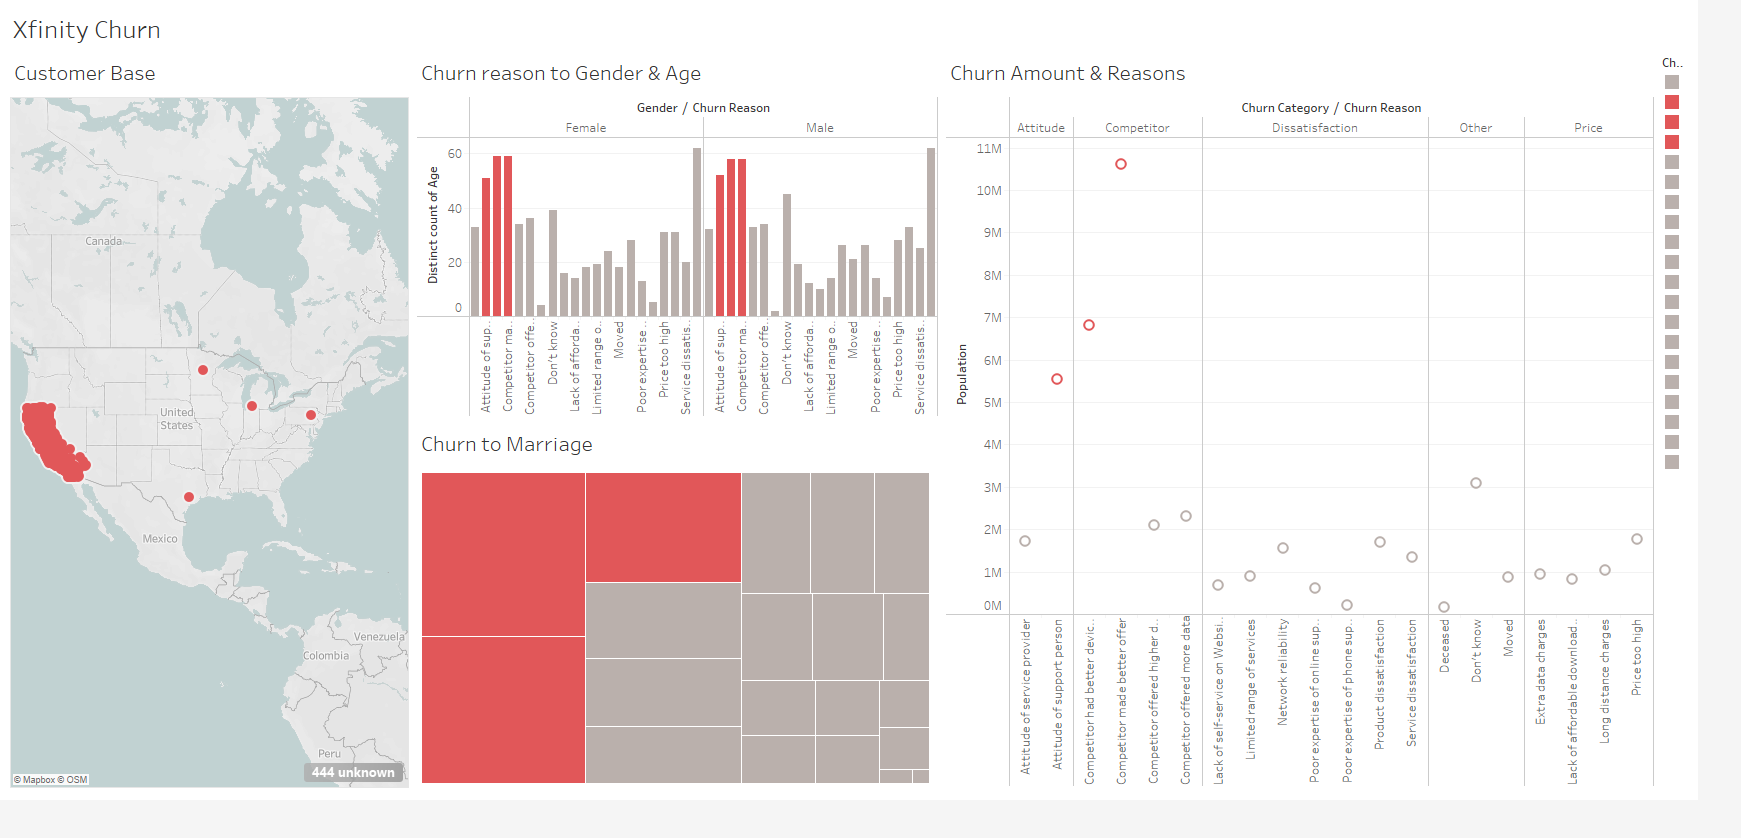 Xfinity Churn
Customer Base
Canada
United
States
Mexico
Venezuela
Colombia
Peru
444 unknown
© Mapbox © OSM
Churn reason to Gender & Age
Gender / Churn Reason
Female
Male
Distinct count of Age
60
40
20
0
Attitude of sup..
Competitor ma..
Competitor offe..
Don't know
Lack of afforda..
Limited range o..
Moved
Poor expertise ..
Price too high
Service dissatis..
Attitude of sup..
Competitor ma..
Competitor offe..
Don't know
Lack of afforda..
Limited range o..
Moved
Poor expertise ..
Price too high
Service dissatis..
Churn to Marriage
Churn Amount & Reasons
Churn Category / Churn Reason
Attitude
Competitor
Dissatisfaction
Other
Price
Population
11M
10M
9M
8M
7M
6M
5M
4M
3M
2M
1M
0M
Attitude of service provider
Attitude of support person
Competitor had better devic..
Competitor made better offer
Competitor offered higher d..
Competitor offered more data
Lack of self-service on Websi..
Limited range of services
Network reliability
Poor expertise of online sup..
Poor expertise of phone sup..
Product dissatisfaction
Service dissatisfaction
Deceased
Don't know
Moved
Extra data charges
Lack of affordable download..
Long distance charges
Price too high
Ch..